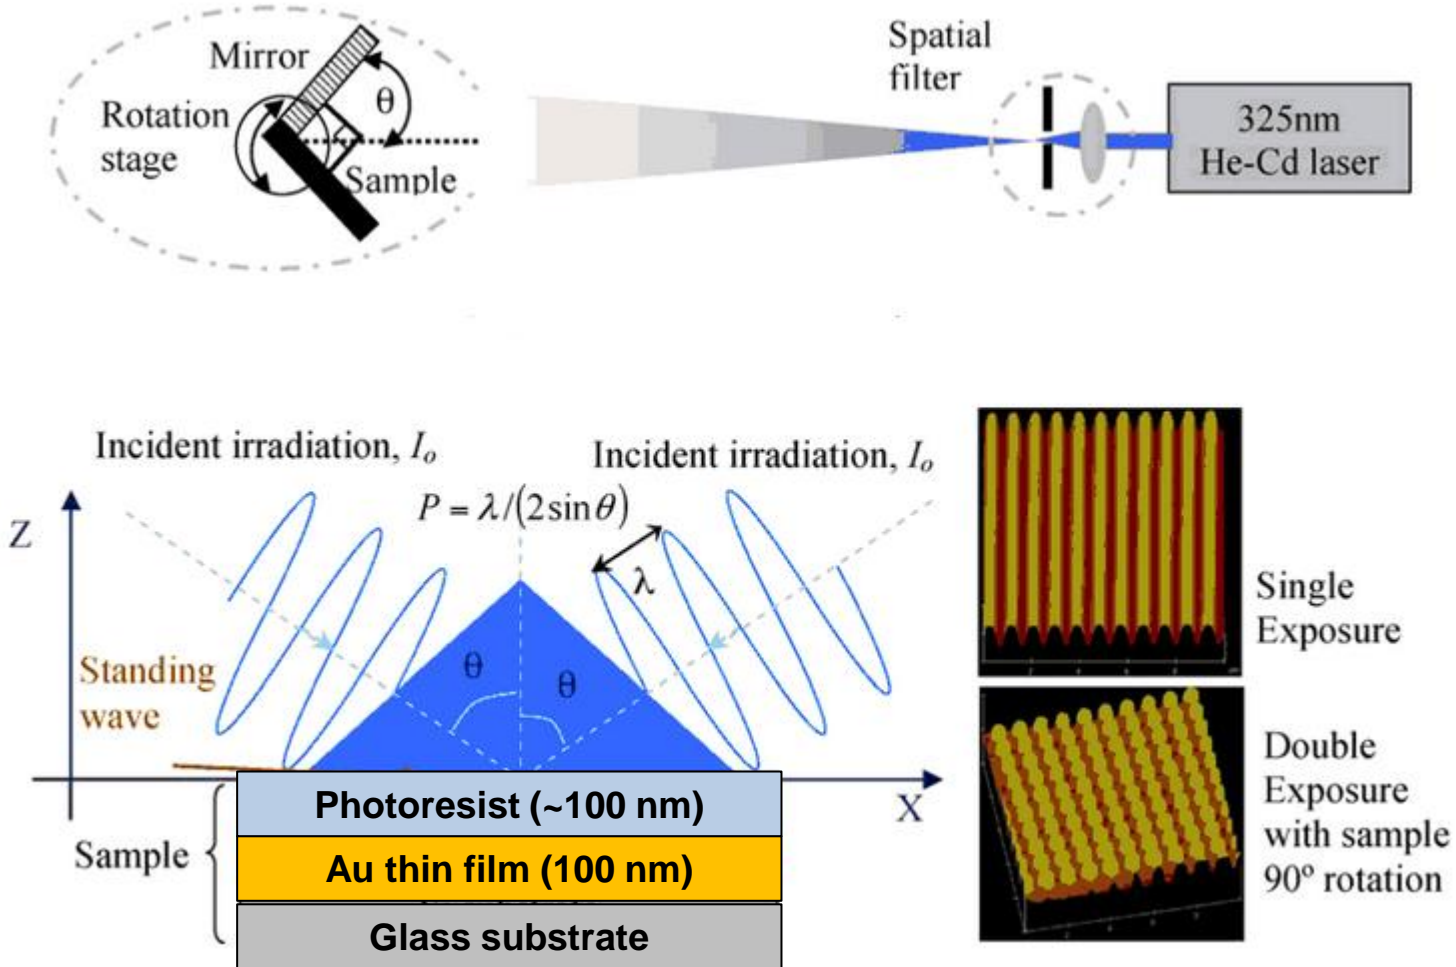 Mirror
Rotation
stage
θ
Sample
Spatial
filter
325nm
He-Cd laser
Incident irradiation, Iₒ
Incident irradiation, Iₒ
P = λ/(2sinθ)
Z
λ
θ
θ
Standing
wave
X
Sample
Photoresist (~100 nm)
Au thin film (100 nm)
Glass substrate
Single
Exposure
Double
Exposure
with sample
90º rotation